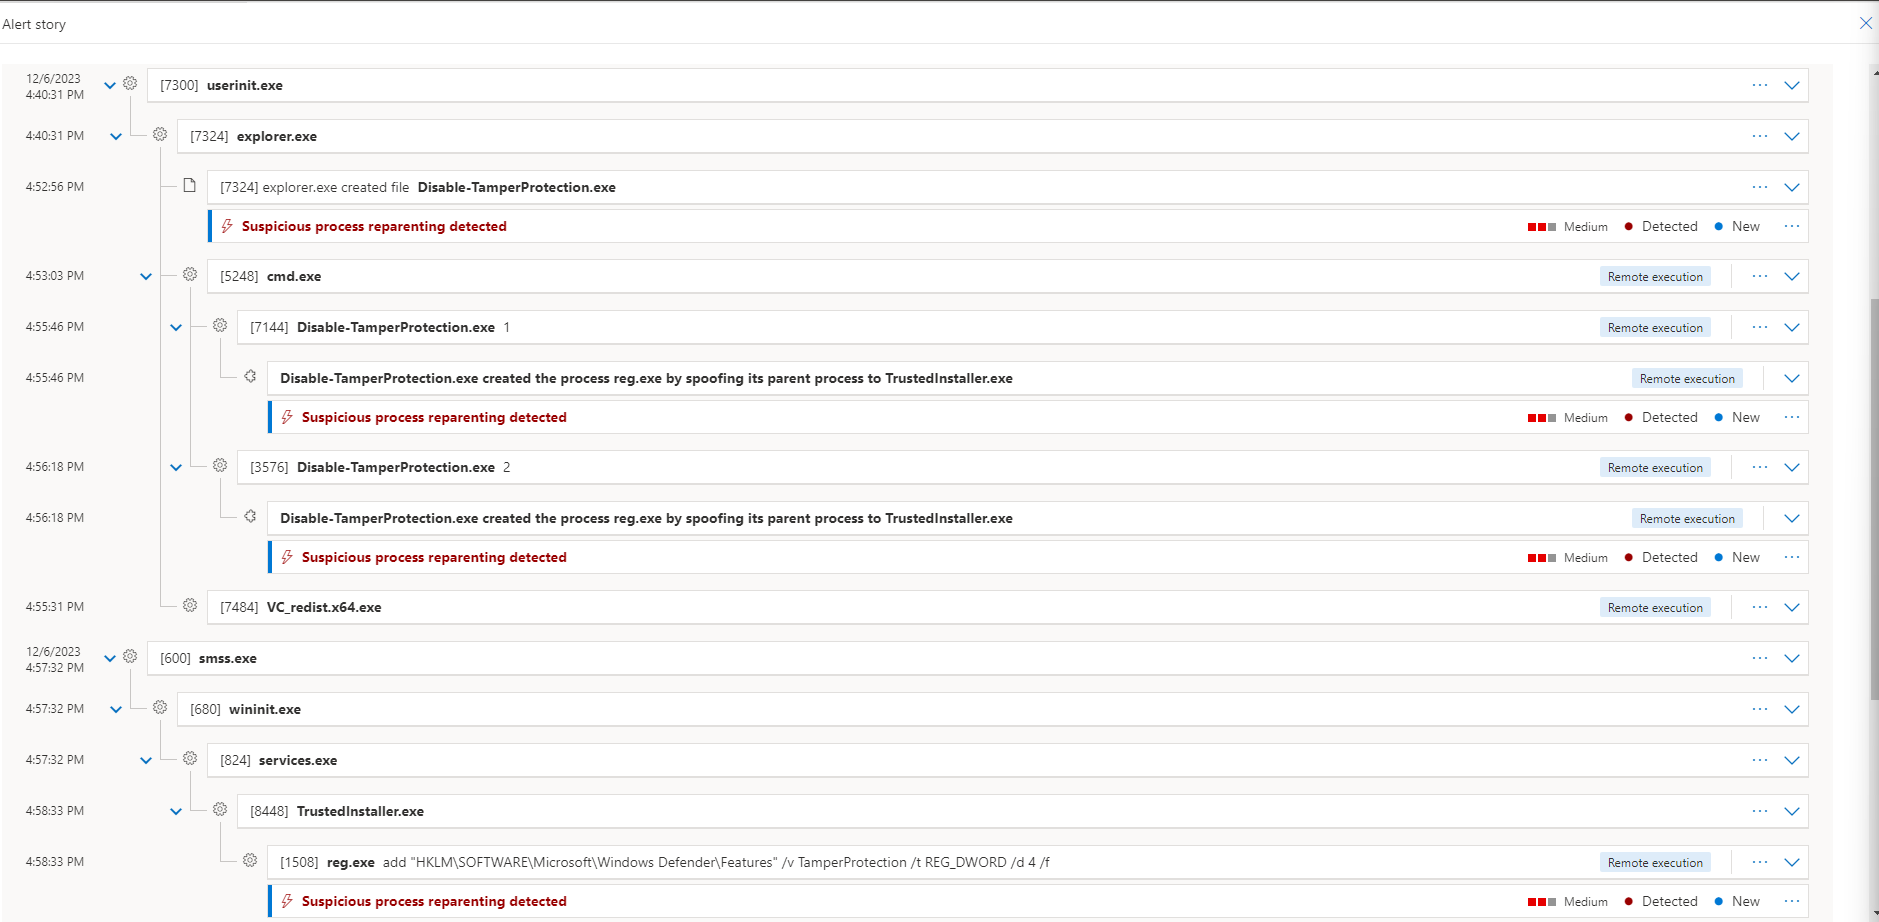 Alert story
12/6/2023
4:40:31 PM
[7300] userinit.exe
4:40:31 PM [7324] explorer.exe
4:52:56 PM [7324] explorer.exe created file Disable-TamperProtection.exe
Suspicious process reparenting detected Medium Detected New
4:53:03 PM [5248] cmd.exe Remote execution
4:55:46 PM [7144] Disable-TamperProtection.exe 1 Remote execution
4:55:46 PM Disable-TamperProtection.exe created the process reg.exe by spoofing its parent process to TrustedInstaller.exe Remote execution
Suspicious process reparenting detected Medium Detected New
4:56:18 PM [3576] Disable-TamperProtection.exe 2 Remote execution
4:56:18 PM Disable-TamperProtection.exe created the process reg.exe by spoofing its parent process to TrustedInstaller.exe Remote execution
Suspicious process reparenting detected Medium Detected New
4:55:31 PM [7484] VC_redist.x64.exe Remote execution
12/6/2023
4:57:32 PM
[600] smss.exe
4:57:32 PM [680] wininit.exe
4:57:32 PM [824] services.exe
4:58:33 PM [8448] TrustedInstaller.exe
4:58:33 PM [1508] reg.exe add "HKLM\SOFTWARE\Microsoft\Windows Defender\Features" /v TamperProtection /t REG_DWORD /d 4 /f Remote execution
Suspicious process reparenting detected Medium Detected New